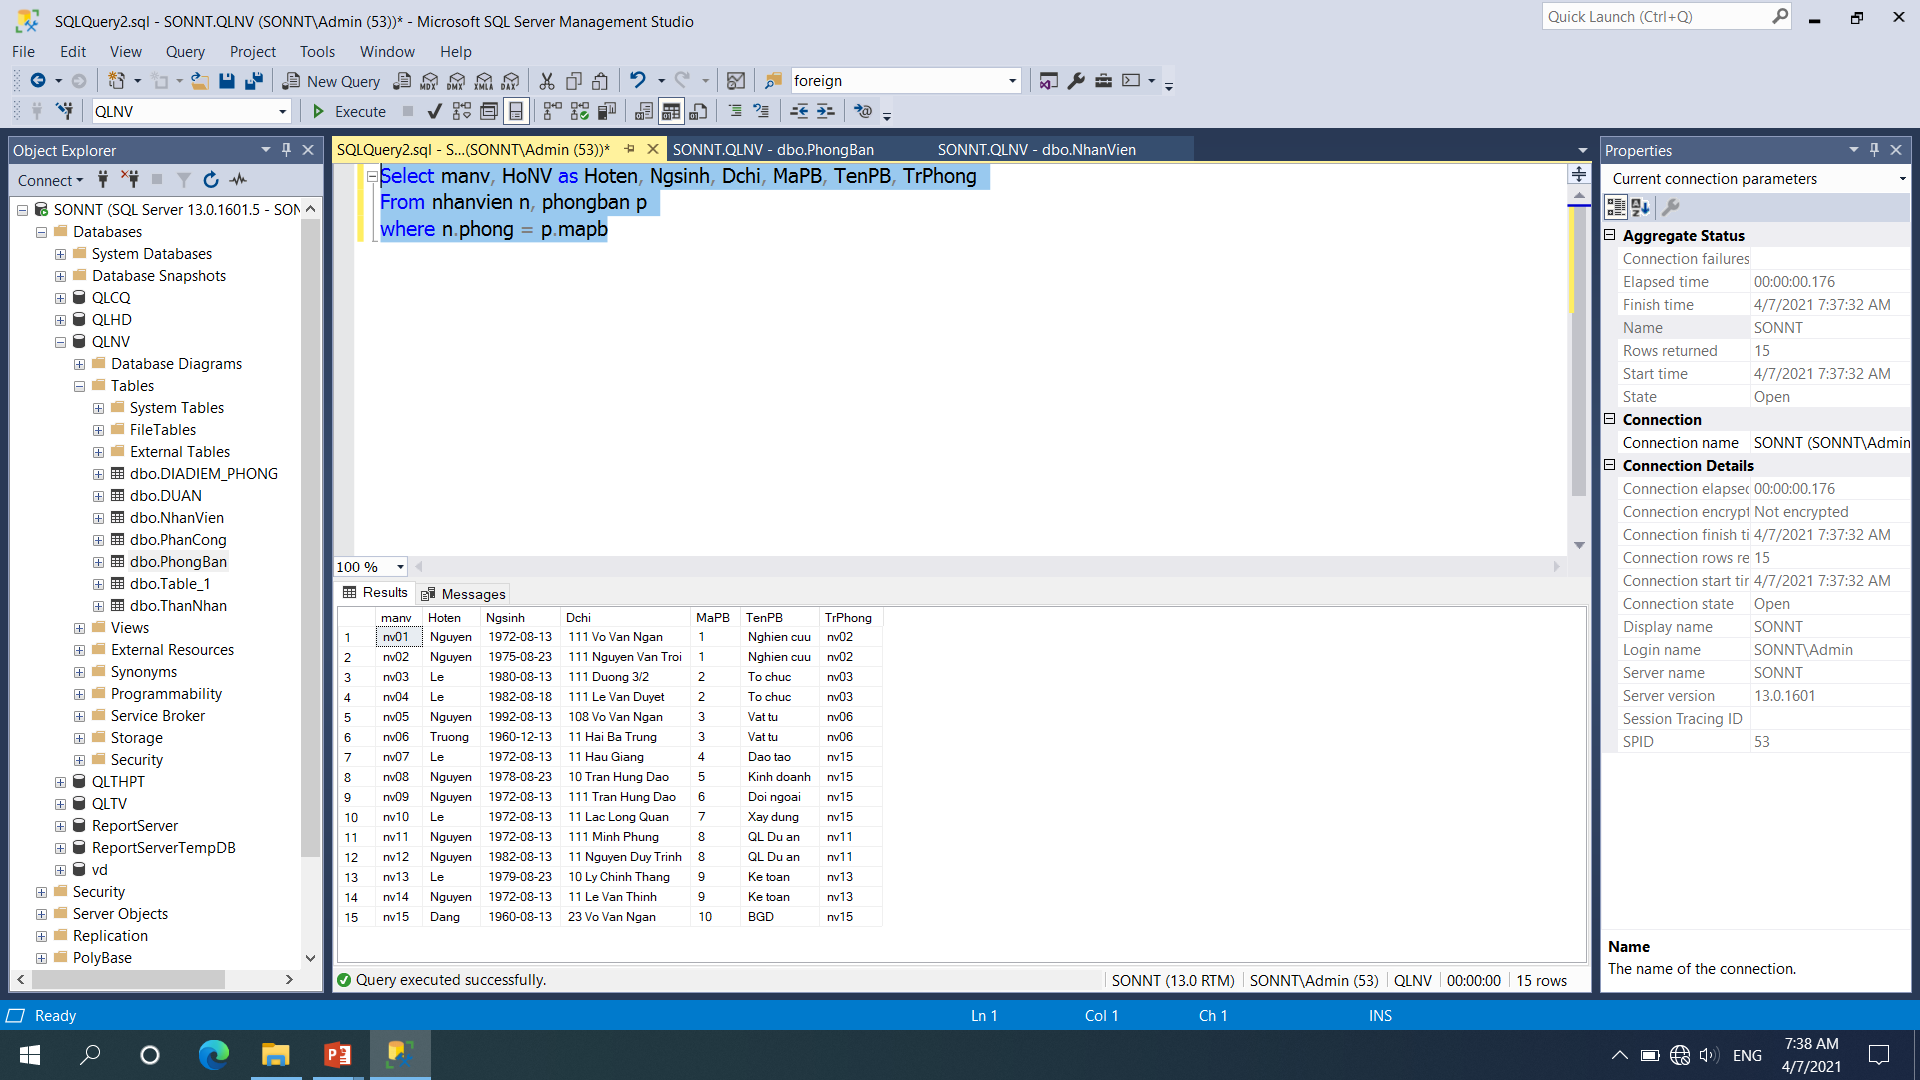 SQLQuery2.sql - SONNT.QLNV (SONNT\Admin (53))* - Microsoft SQL Server Management Studio
Quick Launch (Ctrl+Q)
File Edit View Query Project Tools Window Help
New Query MDX DMX XMLA DAX foreign
QLNV Execute
Object Explorer
Connect
SONNT (SQL Server 13.0.1601.5 - SON
Databases
System Databases
Database Snapshots
QLCQ
QLHD
QLNV
Database Diagrams
Tables
System Tables
FileTables
External Tables
dbo.DIADIEM_PHONG
dbo.DUAN
dbo.NhanVien
dbo.PhanCong
dbo.PhongBan
dbo.Table_1
dbo.ThanNhan
Views
External Resources
Synonyms
Programmability
Service Broker
Storage
Security
QLTHPT
QLTV
ReportServer
ReportServerTempDB
vd
Security
Server Objects
Replication
PolyBase
SQLQuery2.sql - S...(SONNT\Admin (53))* SONNT.QLNV - dbo.PhongBan SONNT.QLNV - dbo.NhanVien
Select manv, HoNV as Hoten, Ngsinh, Dchi, MaPB, TenPB, TrPhong
From nhanvien n, phongban p
where n.phong = p.mapb
100 %
Results Messages
manv Hoten Ngsinh Dchi MaPB TenPB TrPhong
1 nv01 Nguyen 1972-08-13 111 Vo Van Ngan 1 Nghien cuu nv02
2 nv02 Nguyen 1975-08-23 111 Nguyen Van Troi 1 Nghien cuu nv02
3 nv03 Le 1980-08-13 111 Duong 3/2 2 To chuc nv03
4 nv04 Le 1982-08-18 111 Le Van Duyet 2 To chuc nv03
5 nv05 Nguyen 1992-08-13 108 Vo Van Ngan 3 Vat tu nv06
6 nv06 Truong 1960-12-13 11 Hai Ba Trung 3 Vat tu nv06
7 nv07 Le 1972-08-13 11 Hau Giang 4 Dao tao nv15
8 nv08 Nguyen 1978-08-23 10 Tran Hung Dao 5 Kinh doanh nv15
9 nv09 Nguyen 1972-08-13 111 Tran Hung Dao 6 Doi ngoai nv15
10 nv10 Le 1972-08-13 11 Lac Long Quan 7 Xay dung nv15
11 nv11 Nguyen 1972-08-13 111 Minh Phung 8 QL Du an nv11
12 nv12 Nguyen 1982-08-13 11 Nguyen Duy Trinh 8 QL Du an nv11
13 nv13 Le 1979-08-23 10 Ly Chinh Thang 9 Ke toan nv13
14 nv14 Nguyen 1972-08-13 11 Le Van Thinh 9 Ke toan nv13
15 nv15 Dang 1960-08-13 23 Vo Van Ngan 10 BGD nv15
Query executed successfully. SONNT (13.0 RTM) SONNT\Admin (53) QLNV 00:00:00 15 rows
Properties
Current connection parameters
Aggregate Status
Connection failures
Elapsed time 00:00:00.176
Finish time 4/7/2021 7:37:32 AM
Name SONNT
Rows returned 15
Start time 4/7/2021 7:37:32 AM
State Open
Connection
Connection name SONNT (SONNT\Admin
Connection Details
Connection elapsed 00:00:00.176
Connection encrypt Not encrypted
Connection finish ti 4/7/2021 7:37:32 AM
Connection rows re 15
Connection start tir 4/7/2021 7:37:32 AM
Connection state Open
Display name SONNT
Login name SONNT\Admin
Server name SONNT
Server version 13.0.1601
Session Tracing ID
SPID 53
Name
The name of the connection.
Ready Ln 1 Col 1 Ch 1 INS
ENG
7:38 AM
4/7/2021